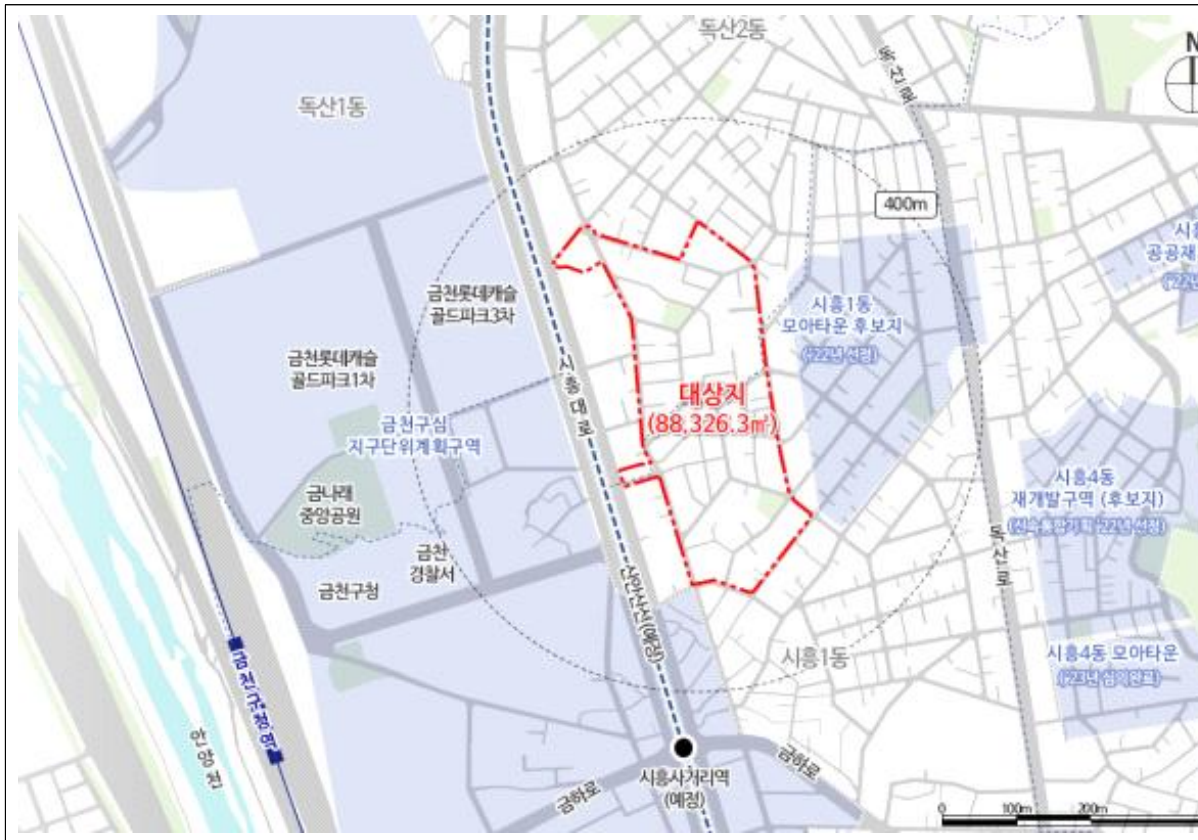 독산2동
독산로
N
독산1동
400m
시흥
공공재
금천롯데캐슬
골드파크3차
시흥1동
모아타운 후보지
('22년 선정)
금천롯데캐슬
골드파크1차
시흥대로
대상지
(88,326.3㎡)
금천구심
지구단위계획구역
금나래
중앙공원
금천
경찰서
금천구청
시흥4동
재개발구역 (후보지)
(신속통합기획 '22년 선정)
독산로
신안산선(예정)
시흥1동
시흥4동 모아타운
('23년 심의완료)
금천구청역
안양천
시흥사거리역
(예정)
금하로
금하로
0 100m 200m